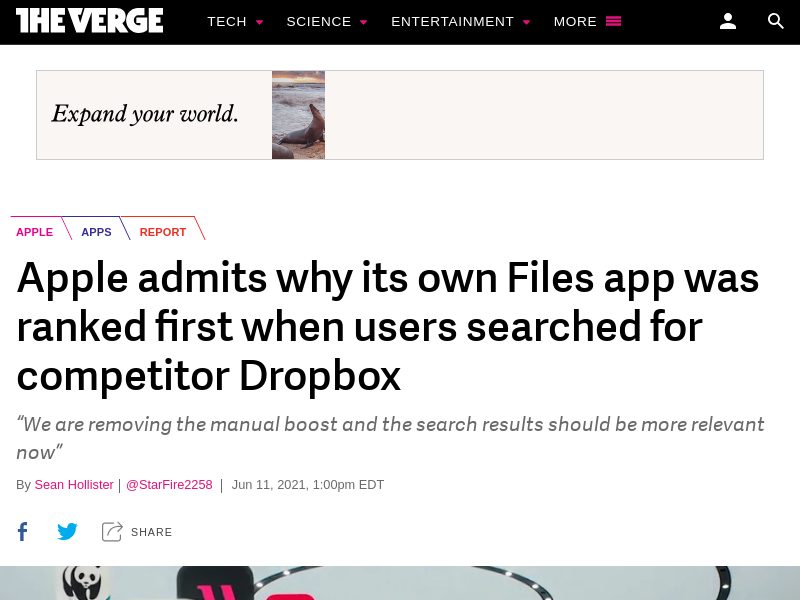 THE VERGE
TECH SCIENCE ENTERTAINMENT MORE
Expand your world.
APPLE APPS REPORT
Apple admits why its own Files app was
ranked first when users searched for
competitor Dropbox
“We are removing the manual boost and the search results should be more relevant
now”
By Sean Hollister | @StarFire2258 | Jun 11, 2021, 1:00pm EDT
SHARE